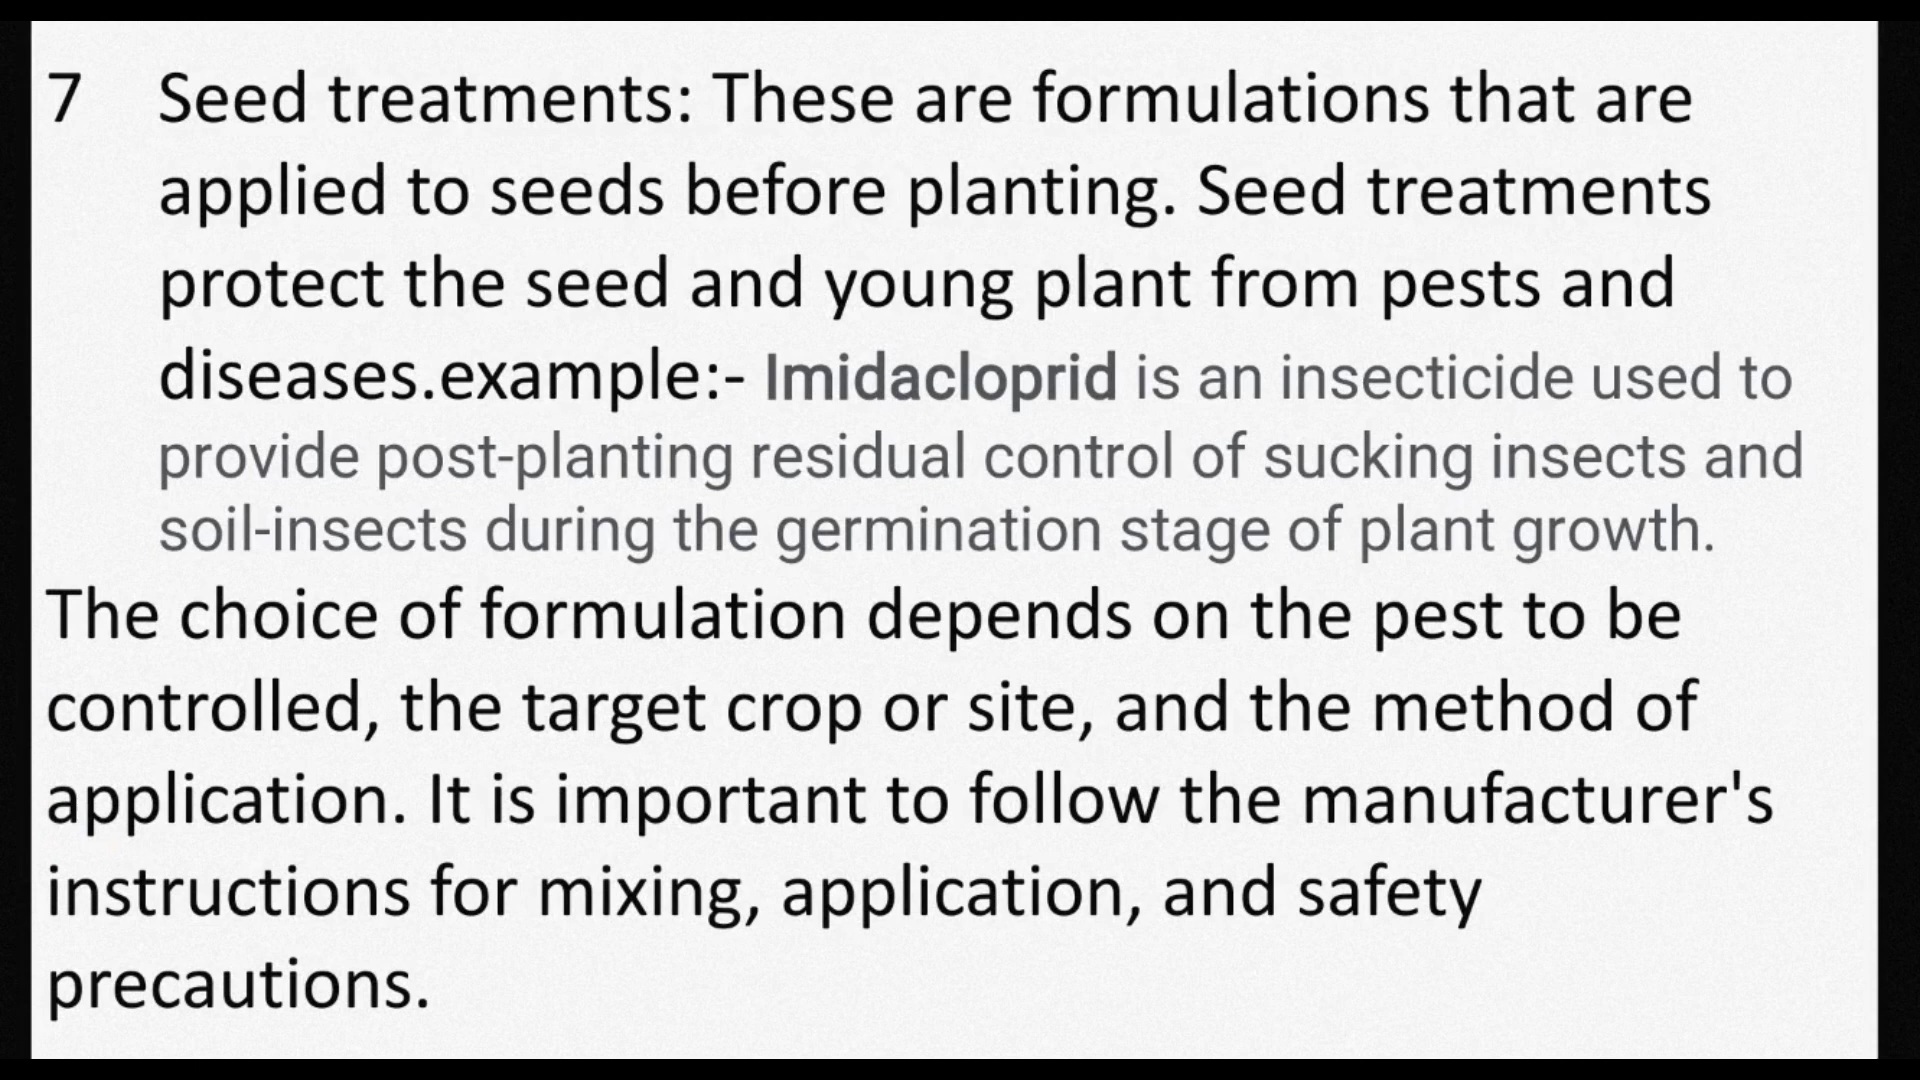 7 Seed treatments: These are formulations that are
applied to seeds before planting. Seed treatments
protect the seed and young plant from pests and
diseases.example:- Imidacloprid is an insecticide used to
provide post-planting residual control of sucking insects and
soil-insects during the germination stage of plant growth.
The choice of formulation depends on the pest to be
controlled, the target crop or site, and the method of
application. It is important to follow the manufacturer's
instructions for mixing, application, and safety
precautions.